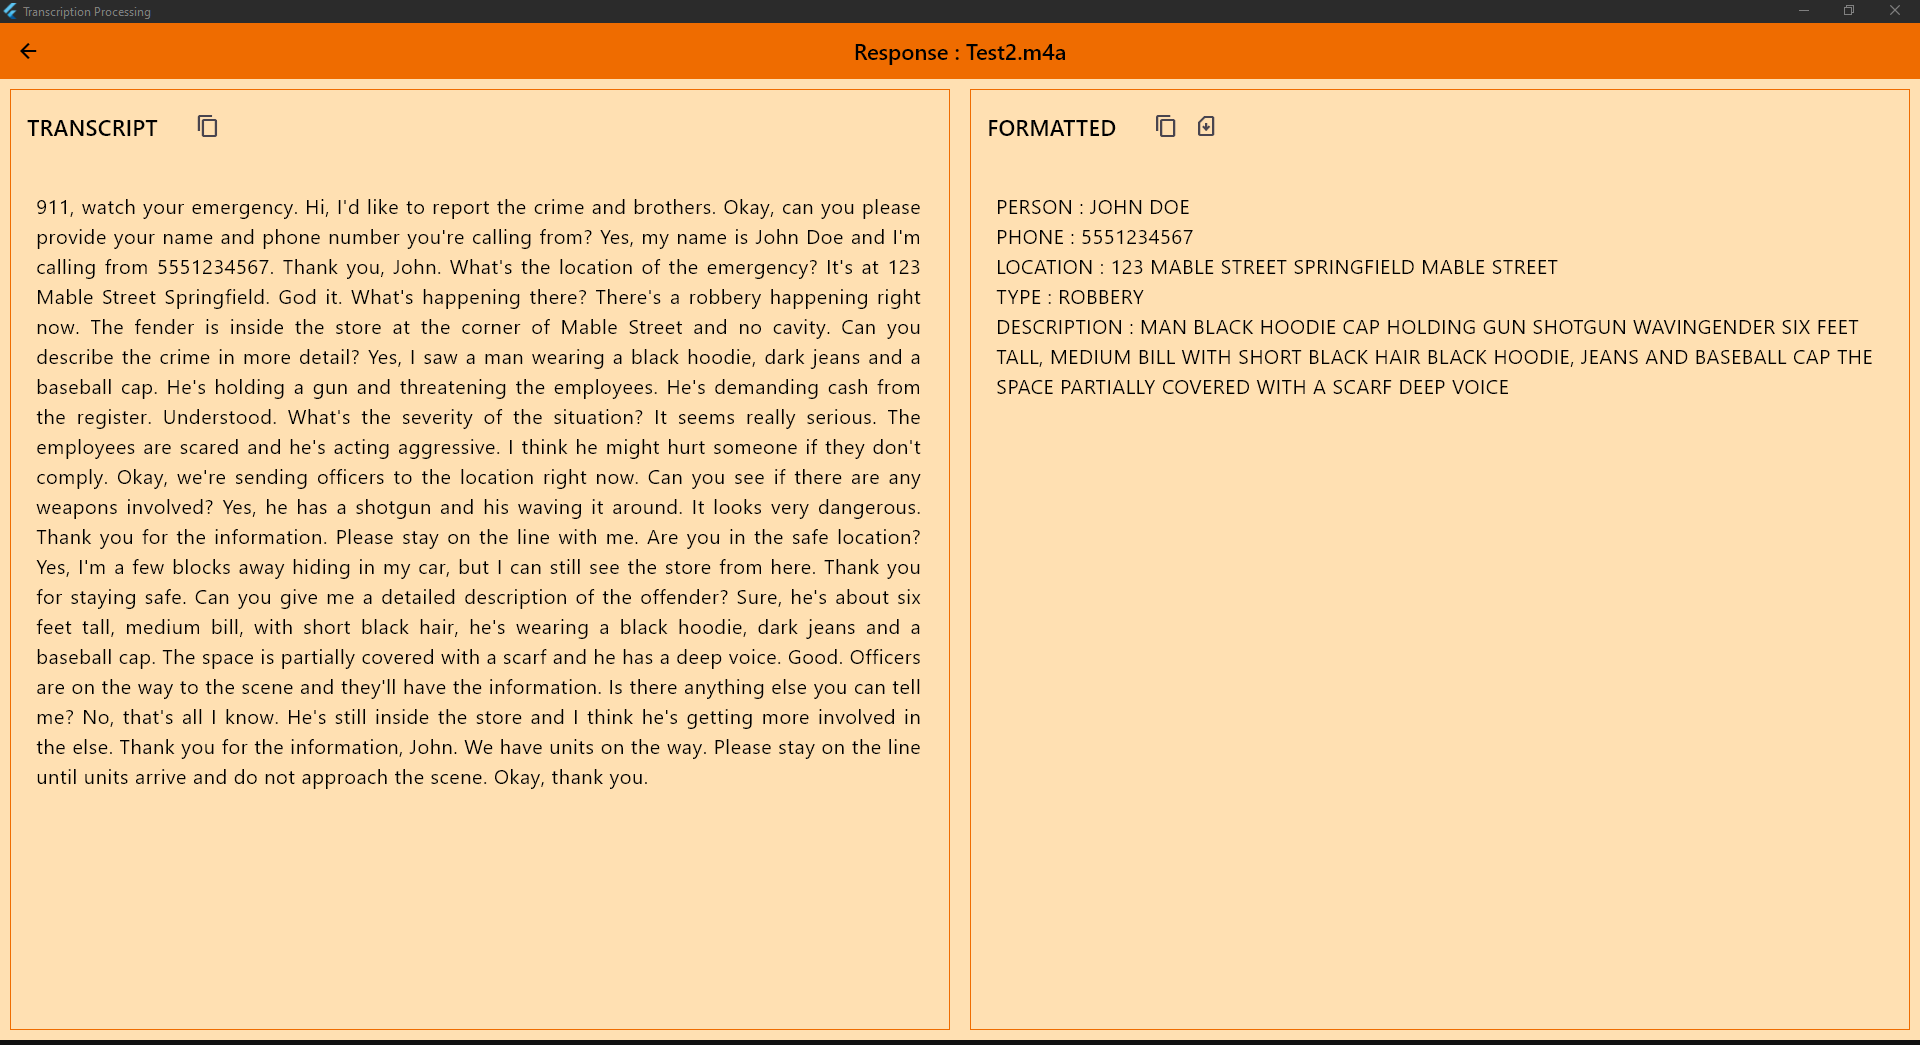 Transcription Processing
Response : Test2.m4a
TRANSCRIPT
911, watch your emergency. Hi, I'd like to report the crime and brothers. Okay, can you please
provide your name and phone number you're calling from? Yes, my name is John Doe and I'm
calling from 5551234567. Thank you, John. What's the location of the emergency? It's at 123
Mable Street Springfield. God it. What's happening there? There's a robbery happening right
now. The fender is inside the store at the corner of Mable Street and no cavity. Can you
describe the crime in more detail? Yes, I saw a man wearing a black hoodie, dark jeans and a
baseball cap. He's holding a gun and threatening the employees. He's demanding cash from
the register. Understood. What's the severity of the situation? It seems really serious. The
employees are scared and he's acting aggressive. I think he might hurt someone if they don't
comply. Okay, we're sending officers to the location right now. Can you see if there are any
weapons involved? Yes, he has a shotgun and his waving it around. It looks very dangerous.
Thank you for the information. Please stay on the line with me. Are you in the safe location?
Yes, I'm a few blocks away hiding in my car, but I can still see the store from here. Thank you
for staying safe. Can you give me a detailed description of the offender? Sure, he's about six
feet tall, medium bill, with short black hair, he's wearing a black hoodie, dark jeans and a
baseball cap. The space is partially covered with a scarf and he has a deep voice. Good. Officers
are on the way to the scene and they'll have the information. Is there anything else you can tell
me? No, that's all I know. He's still inside the store and I think he's getting more involved in
the else. Thank you for the information, John. We have units on the way. Please stay on the line
until units arrive and do not approach the scene. Okay, thank you.
FORMATTED
PERSON : JOHN DOE
PHONE : 5551234567
LOCATION : 123 MABLE STREET SPRINGFIELD MABLE STREET
TYPE : ROBBERY
DESCRIPTION : MAN BLACK HOODIE CAP HOLDING GUN SHOTGUN WAVINGENDER SIX FEET
TALL, MEDIUM BILL WITH SHORT BLACK HAIR BLACK HOODIE, JEANS AND BASEBALL CAP THE
SPACE PARTIALLY COVERED WITH A SCARF DEEP VOICE